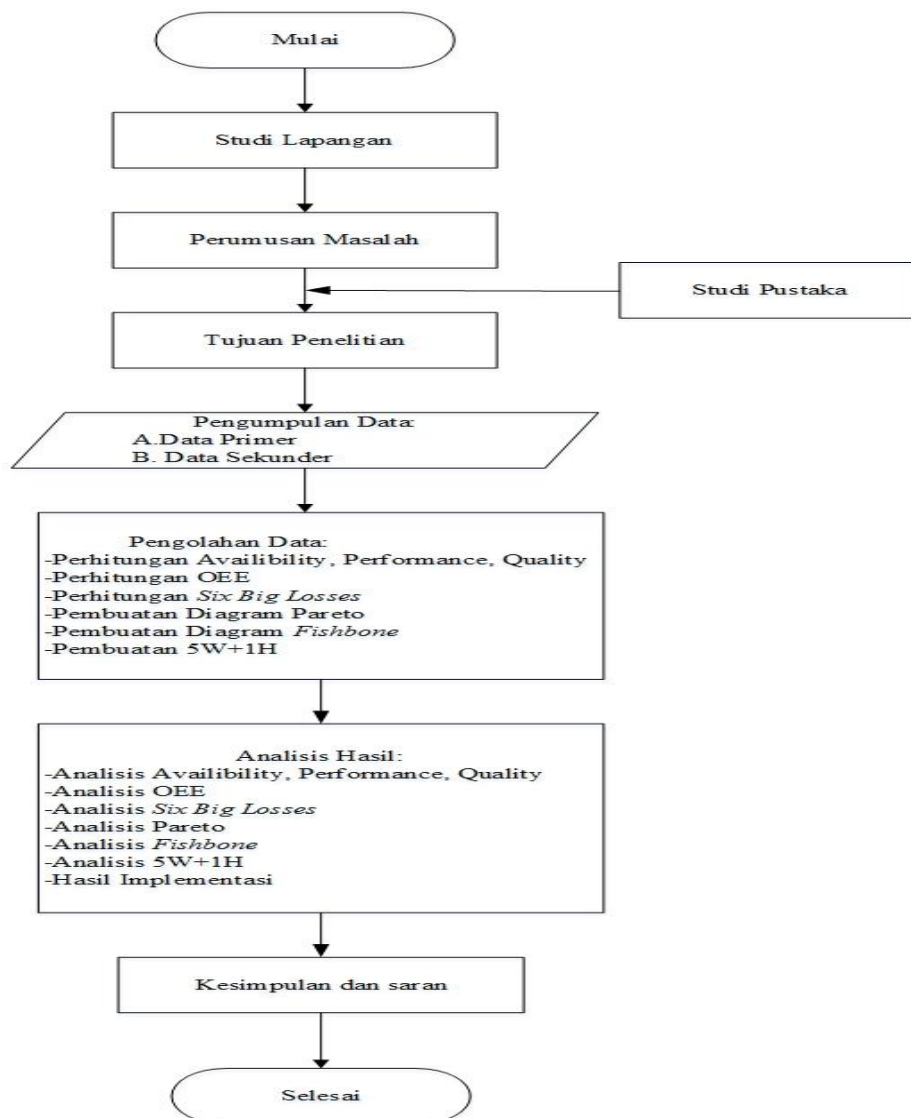 Mulai
Studi Lapangan
Perumusan Masalah
Studi Pustaka
Tujuan Penelitian
Pengumpulan Data:
A.Data Primer
B. Data Sekunder
Pengolahan Data:
-Perhitungan Availibility, Performance, Quality
-Perhitungan OEE
-Perhitungan Six Big Losses
-Pembuatan Diagram Pareto
-Pembuatan Diagram Fishbone
-Pembuatan 5W+1H
Analisis Hasil:
-Analisis Availibility, Performance, Quality
-Analisis OEE
-Analisis Six Big Losses
-Analisis Pareto
-Analisis Fishbone
-Analisis 5W+1H
-Hasil Implementasi
Kesimpulan dan saran
Selesai